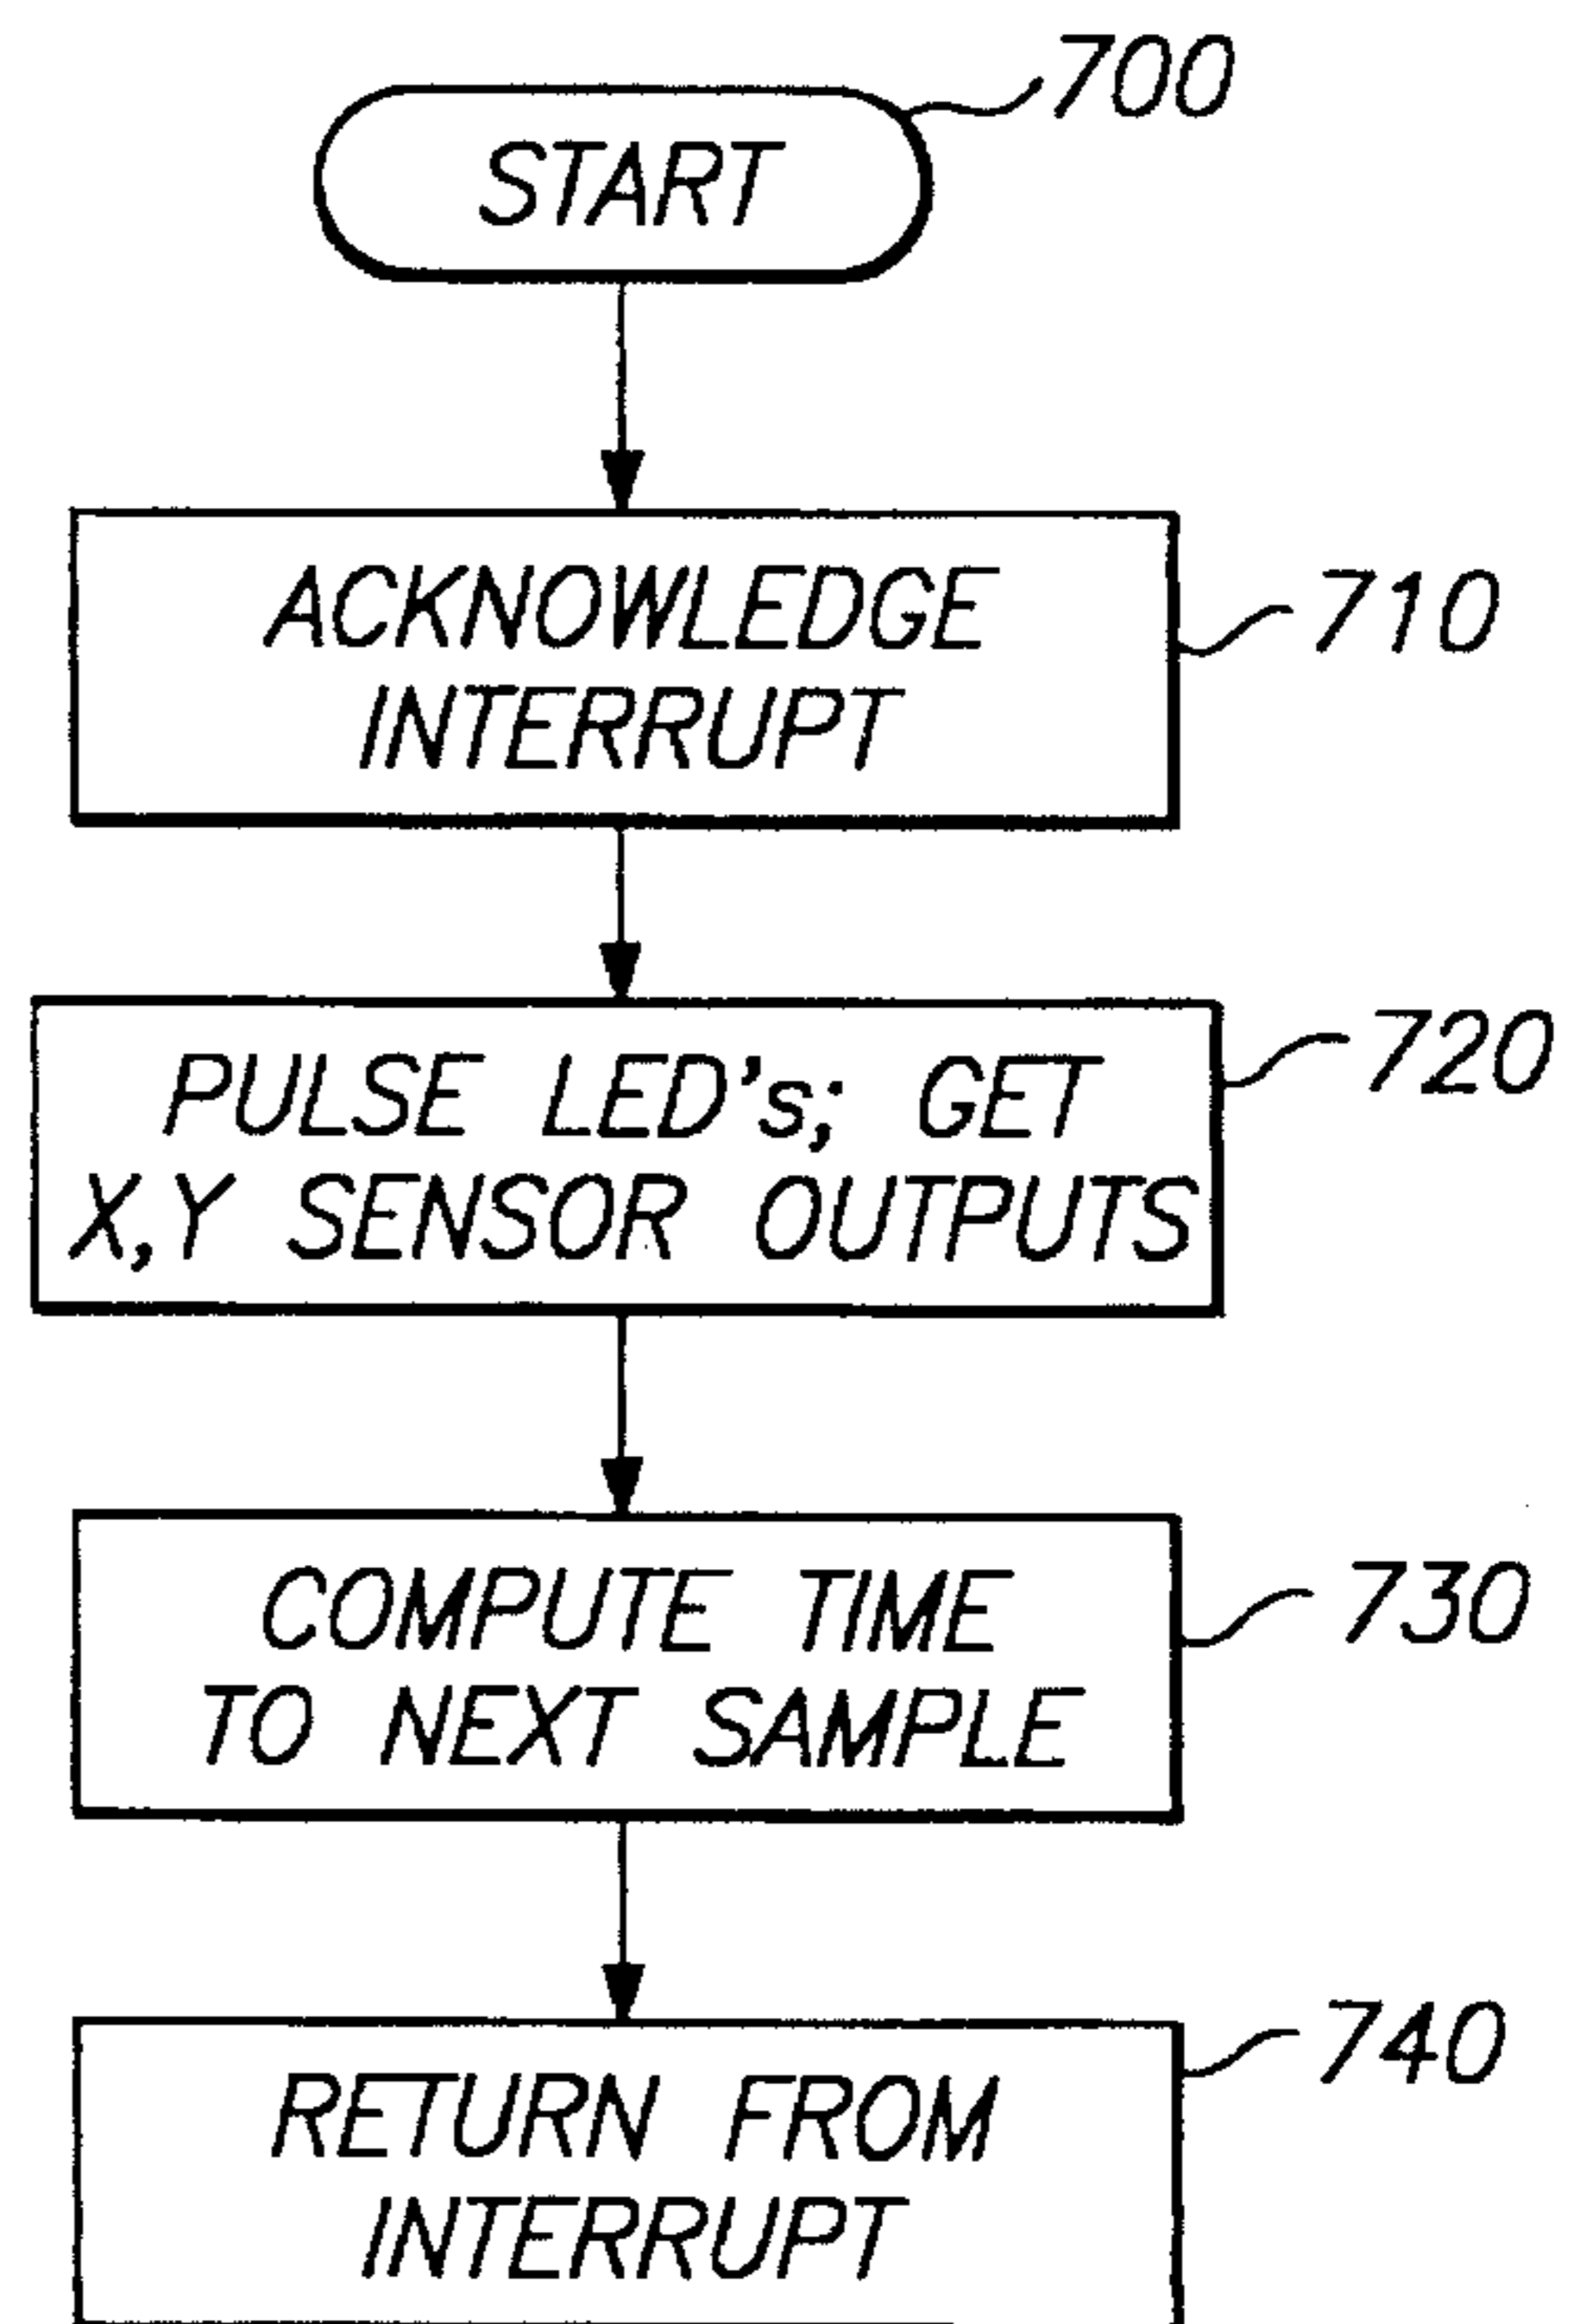 700
START
ACKNOWLEDGE
INTERRUPT
710
PULSE LED's; GET
X,Y SENSOR OUTPUTS
720
COMPUTE TIME
TO NEXT SAMPLE
730
RETURN FROM
INTERRUPT
740